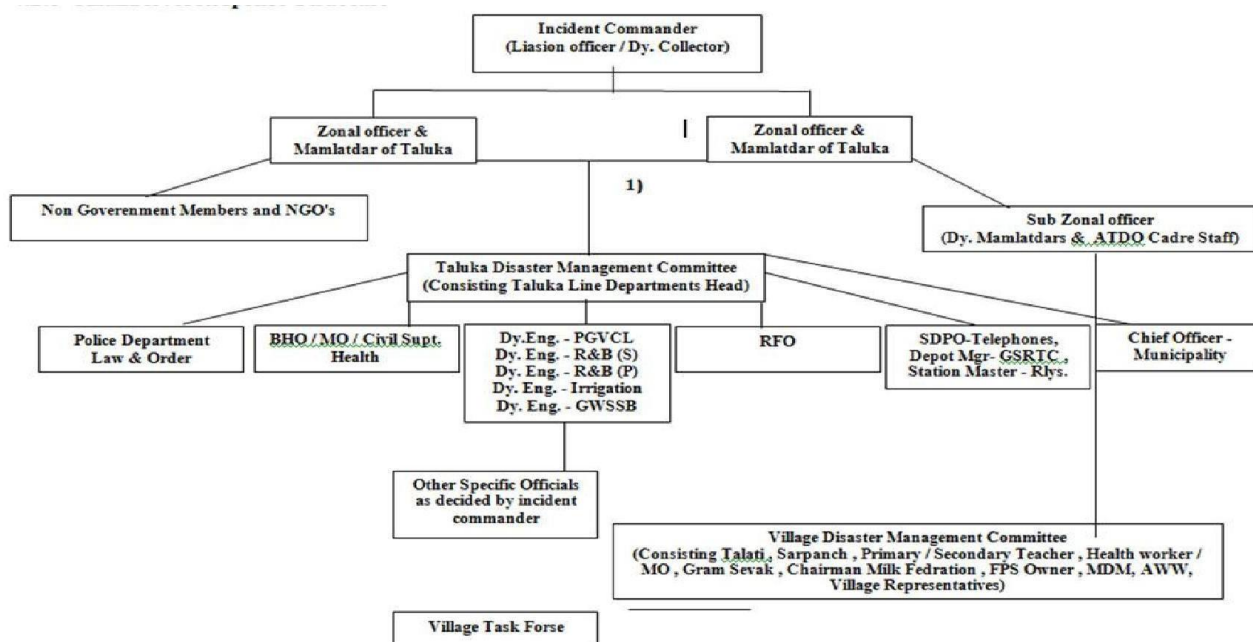 Incident Commander
(Liasion officer / Dy. Collector)
Zonal officer &
Mamlatdar of Taluka
|
Zonal officer &
Mamlatdar of Taluka
1)
Non Goverenment Members and NGO's
Sub Zonal officer
(Dy. Mamlatdars & ATDO Cadre Staff)
Taluka Disaster Management Committee
(Consisting Taluka Line Departments Head)
Police Department
Law & Order
BHO / MO / Civil Supt.
Health
Dy.Eng. - PGVCL
Dy. Eng. - R&B (S)
Dy. Eng. - R&B (P)
Dy. Eng. - Irrigation
Dy. Eng. - GWSSB
RFO
SDPO-Telephones,
Depot Mgr- GSRTC ,
Station Master - Rlys.
Chief Officer -
Municipality
Other Specific Officials
as decided by incident
commander
Village Disaster Management Committee
(Consisting Talati , Sarpanch , Primary / Secondary Teacher , Health worker /
MO , Gram Sevak , Chairman Milk Fedration , FPS Owner , MDM, AWW,
Village Representatives)
Village Task Forse